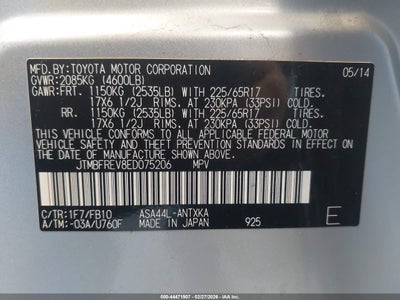 MFD.BY:TOYOTA MOTOR CORPORATION 05/14
GVWR:2085KG (4600LB)
GAWR:FRT. 1150KG (2535LB) WITH 225/65R17 TIRES.
17X6 1/2J RIMS. AT 230KPA (33PSI) COLD.
RR. 1150KG (2535LB) WITH 225/65R17 TIRES.
17X6 1/2J RIMS. AT 230KPA (33PSI) COLD.
THIS VEHICLE CONFORMS TO ALL APPLICABLE FEDERAL MOTOR
VEHICLE SAFETY AND THEFT PREVENTION STANDARDS IN EFFECT
ON THE DATE OF MANUFACTURE SHOWN ABOVE.
JTMBFREV8ED075206 MPV
C/TR:1F7/FB10 ASA44L-ANTXKA
A/TM:-03A/U760F MADE IN JAPAN 925 E
600-44471907 - 02/27/2026 - IAAI